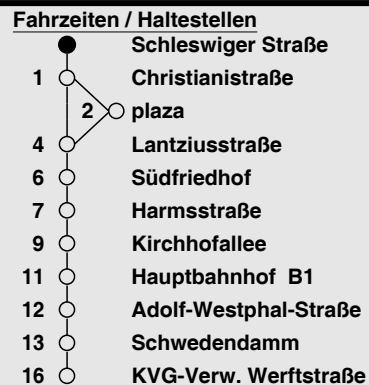 Fahrzeiten / Haltestellen
Schleswiger Straße
1 Christianistraße
2 plaza
4 Lantziusstraße
6 Südfriedhof
7 Harmsstraße
9 Kirchhofallee
11 Hauptbahnhof B1
12 Adolf-Westphal-Straße
13 Schwedendamm
16 KVG-Verw. Werftstraße